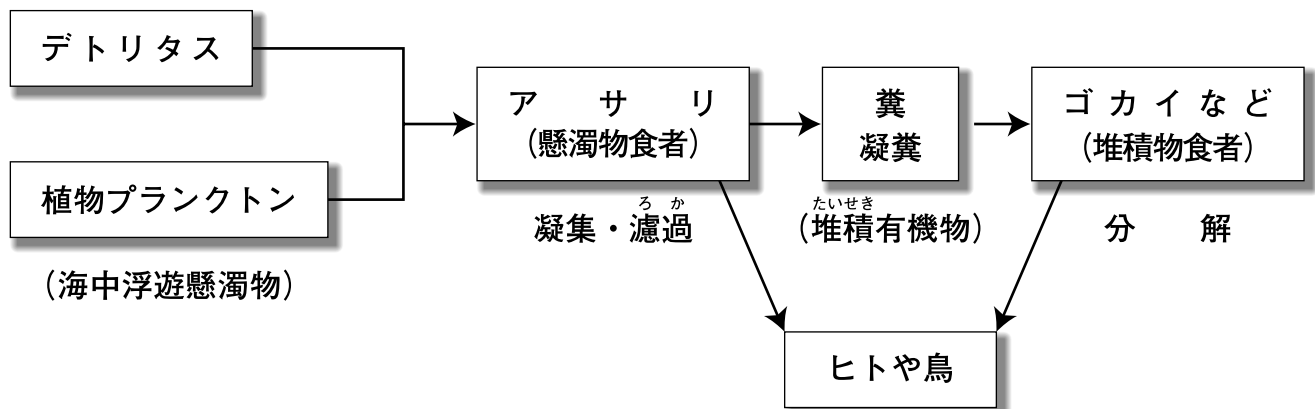 デトリタス
植物プランクトン
（海中浮遊懸濁物）
アサリ
（懸濁物食者）
ろか
凝集・濾過
糞
凝糞
たいせき
（堆積有機物）
ゴカイなど
（堆積物食者）
分解
ヒトや鳥